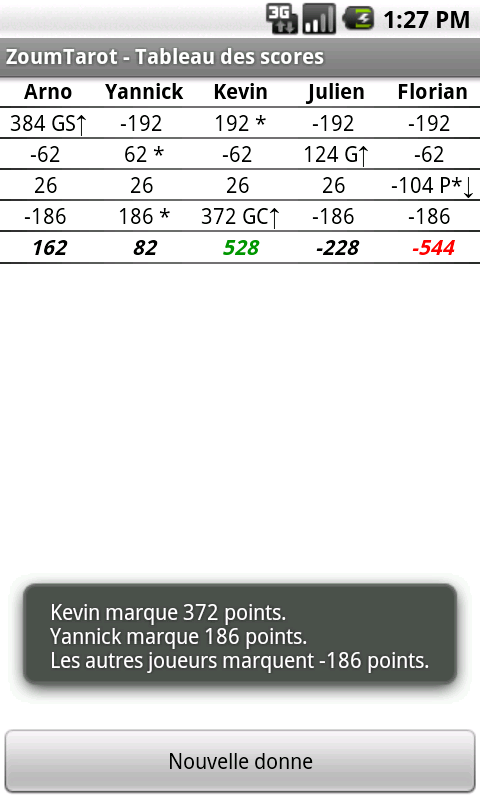 3G 1:27 PM
ZoumTarot - Tableau des scores
Arno Yannick Kevin Julien Florian
384 GS↑ -192 192 * -192 -192
-62 62 * -62 124 G↑ -62
26 26 26 26 -104 P*↓
-186 186 * 372 GC↑ -186 -186
162 82 528 -228 -544
Kevin marque 372 points.
Yannick marque 186 points.
Les autres joueurs marquent -186 points.
Nouvelle donne